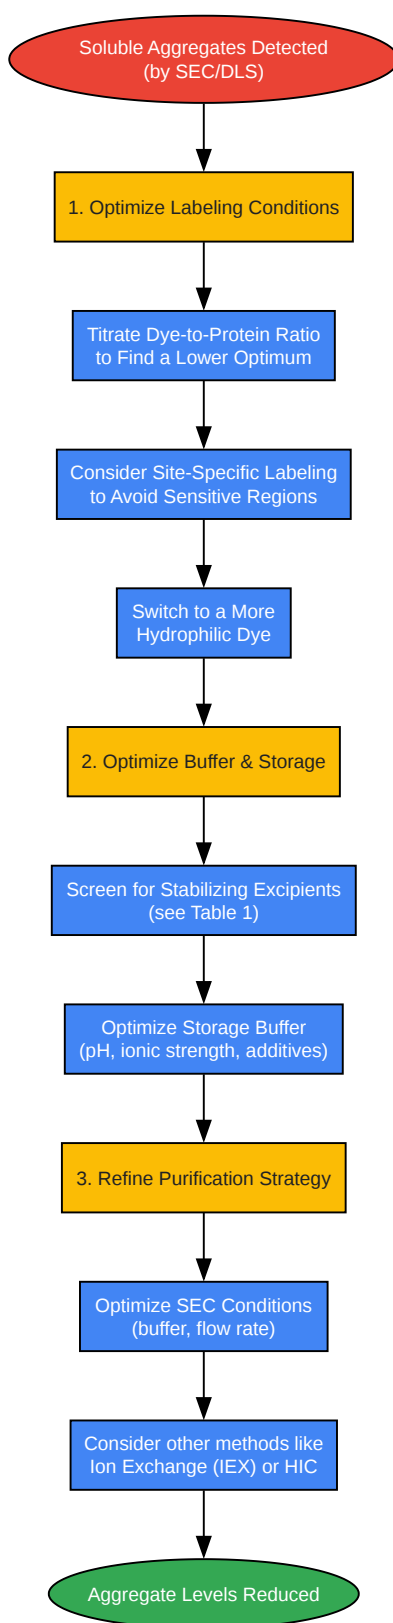 Soluble Aggregates Detected
(by SEC/DLS)
1. Optimize Labeling Conditions
Titrate Dye-to-Protein Ratio
to Find a Lower Optimum
Consider Site-Specific Labeling
to Avoid Sensitive Regions
Switch to a More
Hydrophilic Dye
2. Optimize Buffer & Storage
Screen for Stabilizing Excipients
(see Table 1)
Optimize Storage Buffer
(pH, ionic strength, additives)
3. Refine Purification Strategy
Optimize SEC Conditions
(buffer, flow rate)
Consider other methods like
Ion Exchange (IEX) or HIC
Aggregate Levels Reduced